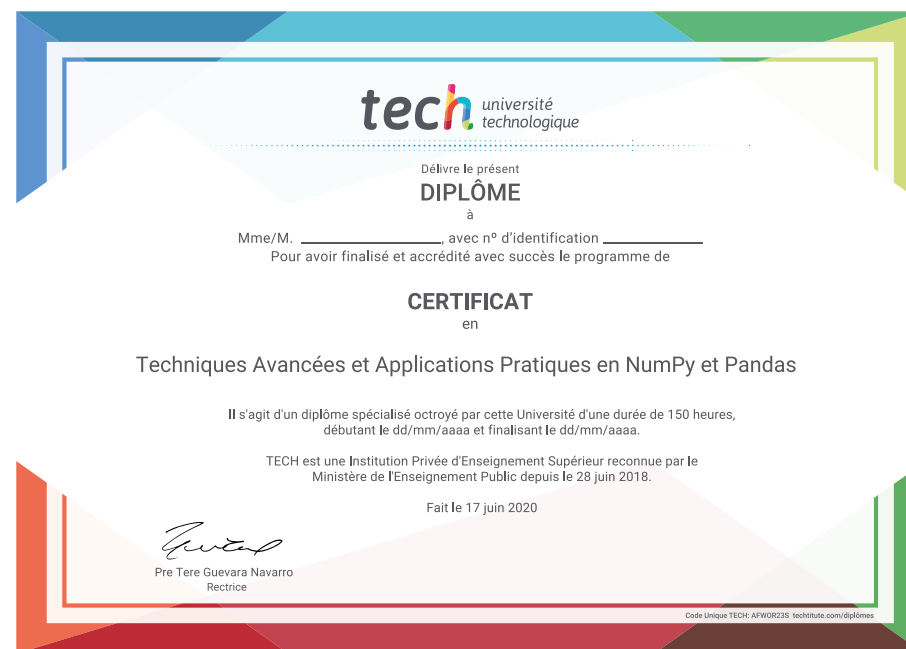 tech université
technologique
Délivre le présent
DIPLÔME
à
Mme/M. ____________________, avec nº d'identification ______________
Pour avoir finalisé et accrédité avec succès le programme de
CERTIFICAT
en
Techniques Avancées et Applications Pratiques en NumPy et Pandas
Il s'agit d'un diplôme spécialisé octroyé par cette Université d'une durée de 150 heures,
débutant le dd/mm/aaaa et finalisant le dd/mm/aaaa.
TECH est une Institution Privée d'Enseignement Supérieur reconnue par le
Ministère de l'Enseignement Public depuis le 28 juin 2018.
Fait le 17 juin 2020
Pre Tere Guevara Navarro
Rectrice
Code Unique TECH: AFWOR23S techtitute.com/diplômes